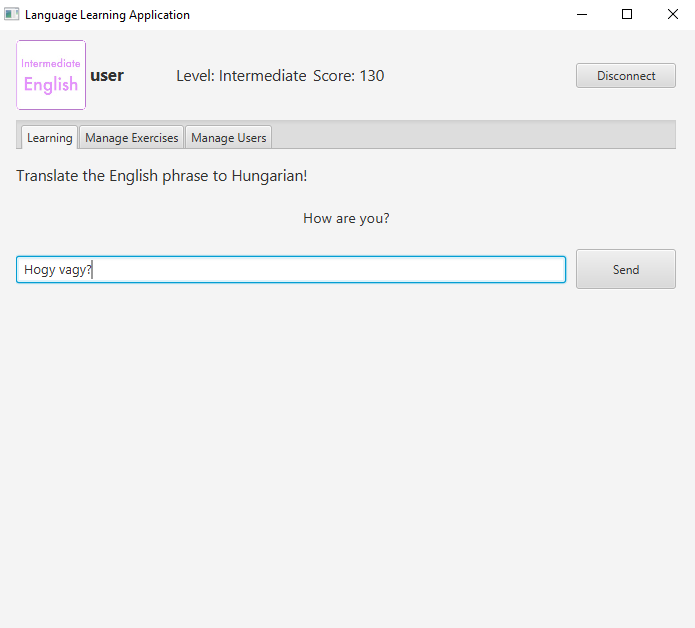 Language Learning Application
Intermediate
English
user Level: Intermediate Score: 130 Disconnect
Learning Manage Exercises Manage Users
Translate the English phrase to Hungarian!
How are you?
Hogy vagy? Send